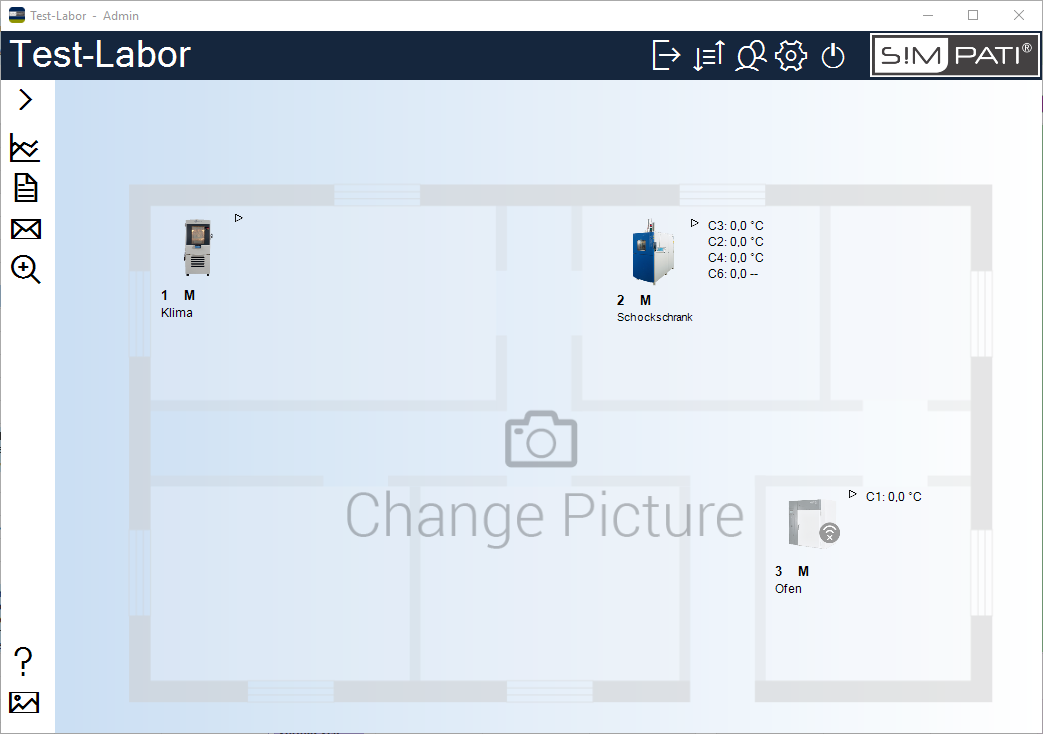 Test-Labor - Admin
Test-Labor
S!MPATI®
C3: 0,0 °C
C2: 0,0 °C
C4: 0,0 °C
C6: 0,0 --
1 M
Klima
2 M
Schockschrank
Change Picture
C1: 0,0 °C
3 M
Ofen